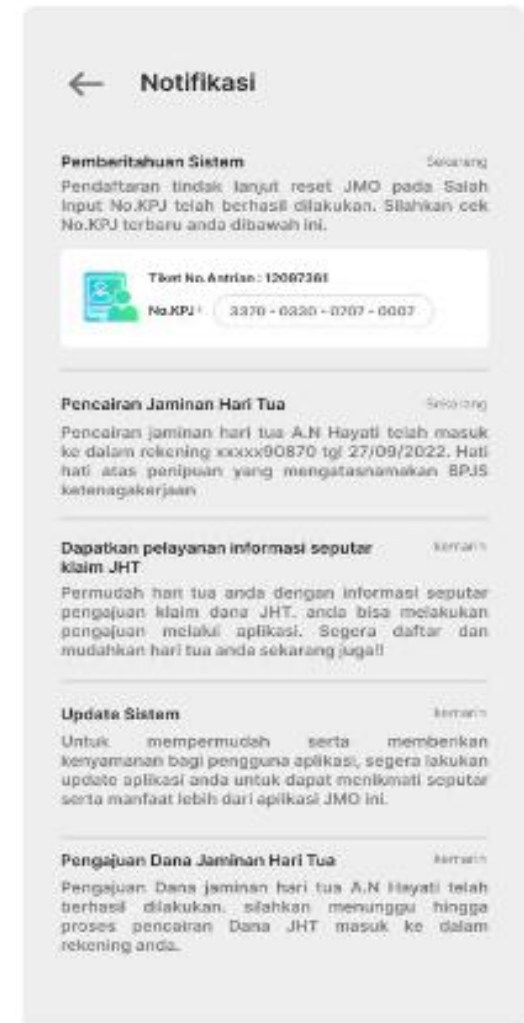 Notifikasi
Pemberitahuan Sistem Sekarang
Pendaftaran tindak lanjut reset JMO pada Salah
Input No.KPJ telah berhasil dilakukan. Silahkan cek
No.KPJ terbaru anda dibawah ini.
Tiket No. Antrian : 12087361
No.KPJ : 3370 - 0330 - 0707 - 0007
Pencairan Jaminan Hari Tua Sekarang
Pencairan jaminan hari tua A.N Hayati telah masuk
ke dalam rekening xxxxx90870 tgl 27/09/2022. Hati
hati atas penipuan yang mengatasnamakan BPJS
ketenagakerjaan
Dapatkan pelayanan informasi seputar kemarin
klaim JHT
Permudah hari tua anda dengan informasi seputar
pengajuan klaim dana JHT. anda bisa melakukan
pengajuan melalui aplikasi. Segera daftar dan
mudahkan hari tua anda sekarang juga!!
Update Sistem kemarin
Untuk mempermudah serta memberikan
kenyamanan bagi pengguna aplikasi, segera lakukan
update aplikasi anda untuk dapat menikmati seputar
serta manfaat lebih dari aplikasi JMO ini.
Pengajuan Dana Jaminan Hari Tua kemarin
Pengajuan Dana jaminan hari tua A.N Hayati telah
berhasil dilakukan. silahkan menunggu hingga
proses pencairan Dana JHT masuk ke dalam
rekening anda.